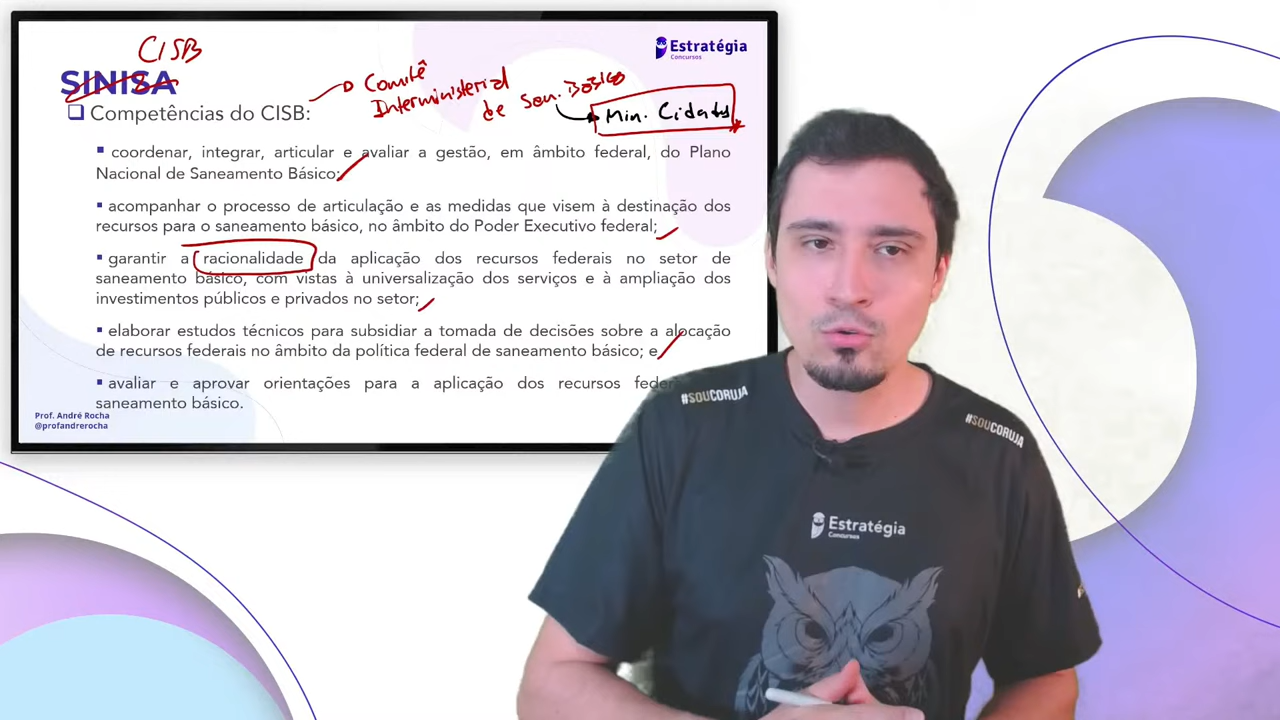 CISB
SINISA
Estratégia
Concursos
Comitê
Interministerial
de San. Básico
Min. Cidades
Competências do CISB:
coordenar, integrar, articular e avaliar a gestão, em âmbito federal, do Plano
Nacional de Saneamento Básico;
acompanhar o processo de articulação e as medidas que visem à destinação dos
recursos para o saneamento básico, no âmbito do Poder Executivo federal;
garantir a racionalidade da aplicação dos recursos federais no setor de
saneamento básico, com vistas à universalização dos serviços e à ampliação dos
investimentos públicos e privados no setor;
elaborar estudos técnicos para subsidiar a tomada de decisões sobre a alocação
de recursos federais no âmbito da política federal de saneamento básico; e
avaliar e aprovar orientações para a aplicação dos recursos
saneamento básico.
Prof. André Rocha
@profandrerocha
#SOUCORUJA
#SOUCORUJA
Estratégia
Concursos